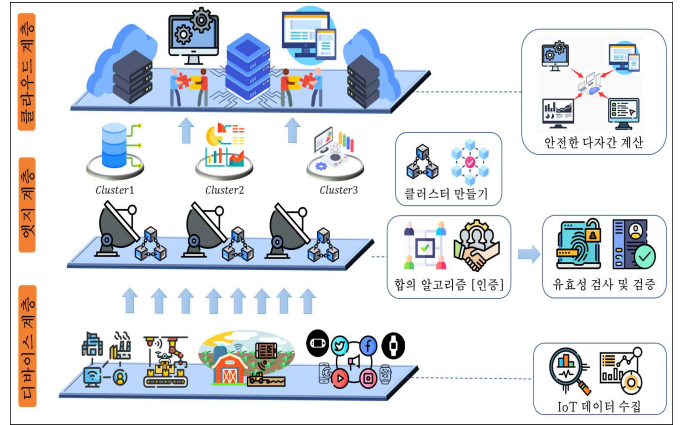 클라우드 계층
안전한 다자간 계산
Cluster1
Cluster2
Cluster3
클러스터 만들기
엣지 계층
합의 알고리즘 [인증]
유효성 검사 및 검증
디바이스 계층
IoT 데이터 수집